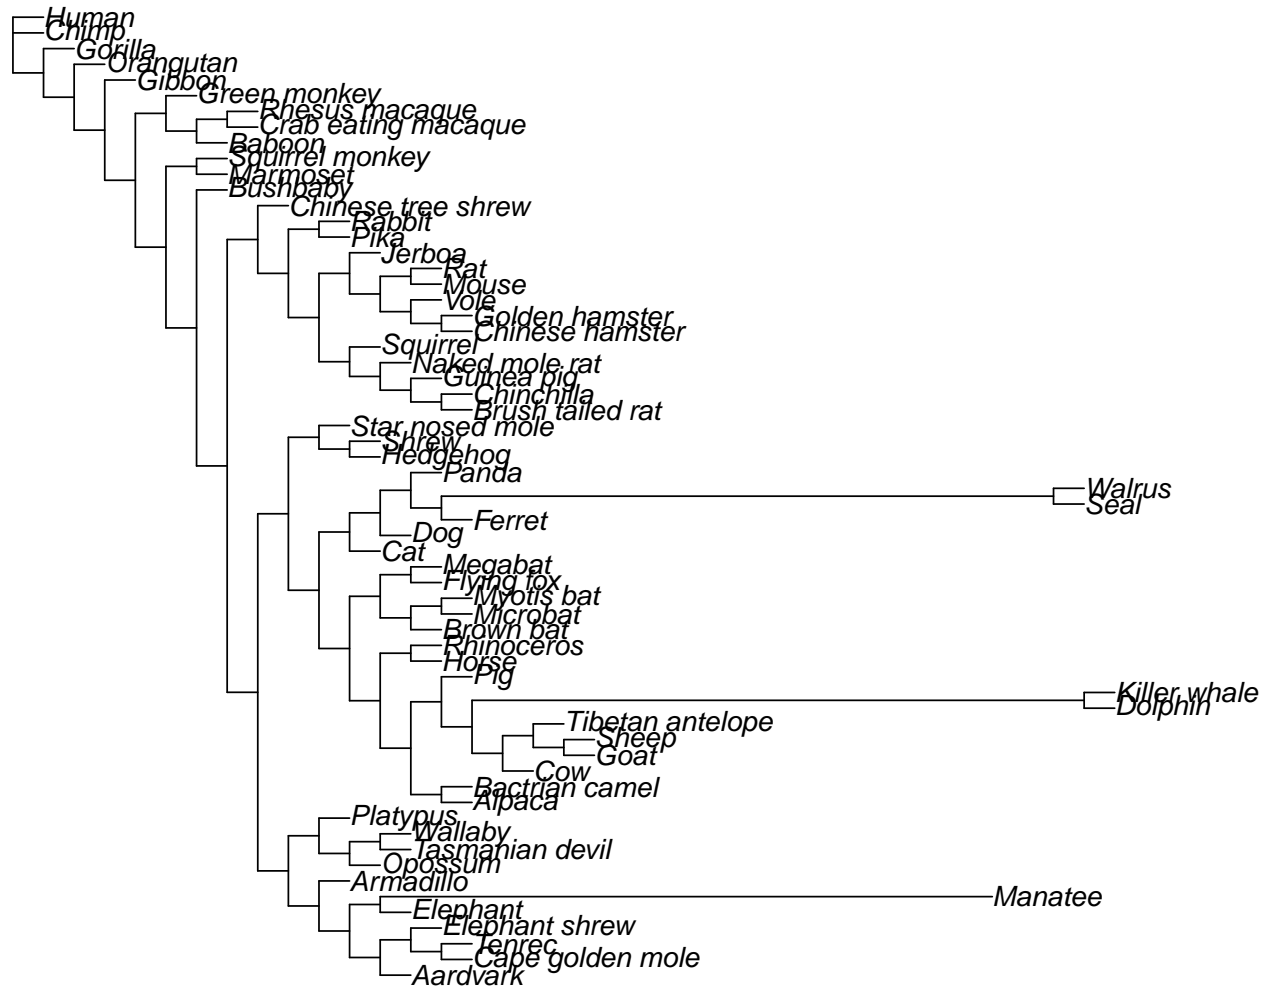 Human
Chimp
Gorilla
Orangutan
Gibbon
Green monkey
Rhesus macaque
Crab eating macaque
Baboon
Squirrel monkey
Marmoset
Bushbaby
Chinese tree shrew
Rabbit
Pika
Jerboa
Rat
Mouse
Vole
Golden hamster
Chinese hamster
Squirrel
Naked mole rat
Guinea pig
Chinchilla
Brush tailed rat
Star nosed mole
Shrew
Hedgehog
Panda
Walrus
Seal
Ferret
Dog
Cat
Megabat
Flying fox
Myotis bat
Microbat
Brown bat
Rhinoceros
Horse
Pig
Killer whale
Dolphin
Tibetan antelope
Sheep
Goat
Cow
Bactrian camel
Alpaca
Platypus
Wallaby
Tasmanian devil
Opossum
Armadillo
Manatee
Elephant
Elephant shrew
Tenrec
Cape golden mole
Aardvark